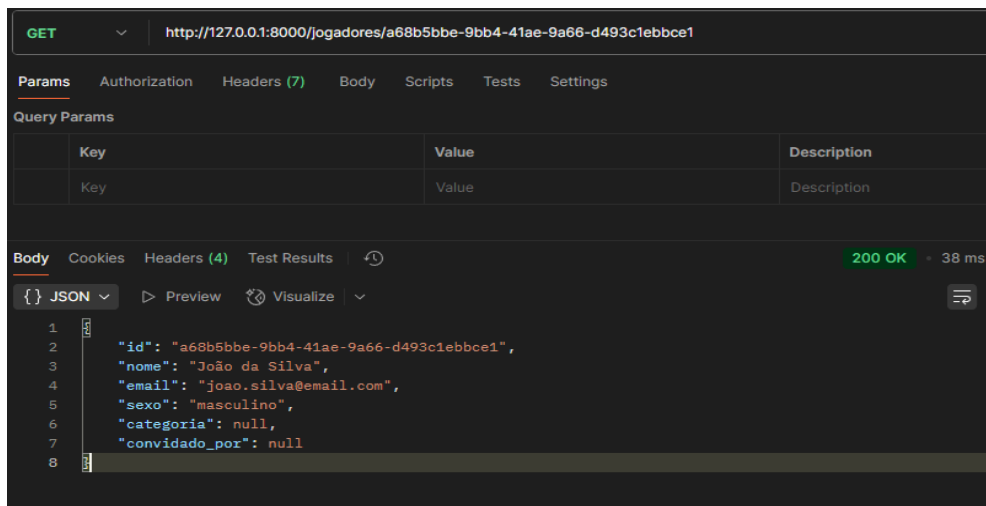 GET http://127.0.0.1:8000/jogadores/a68b5bbe-9bb4-41ae-9a66-d493c1ebbce1
Params Authorization Headers (7) Body Scripts Tests Settings
Query Params
Key Value Description
Key Value Description
Body Cookies Headers (4) Test Results 200 OK • 38 ms
{} JSON Preview Visualize
1 {
2 "id": "a68b5bbe-9bb4-41ae-9a66-d493c1ebbce1",
3 "nome": "João da Silva",
4 "email": "joao.silva@email.com",
5 "sexo": "masculino",
6 "categoria": null,
7 "convidado_por": null
8 }